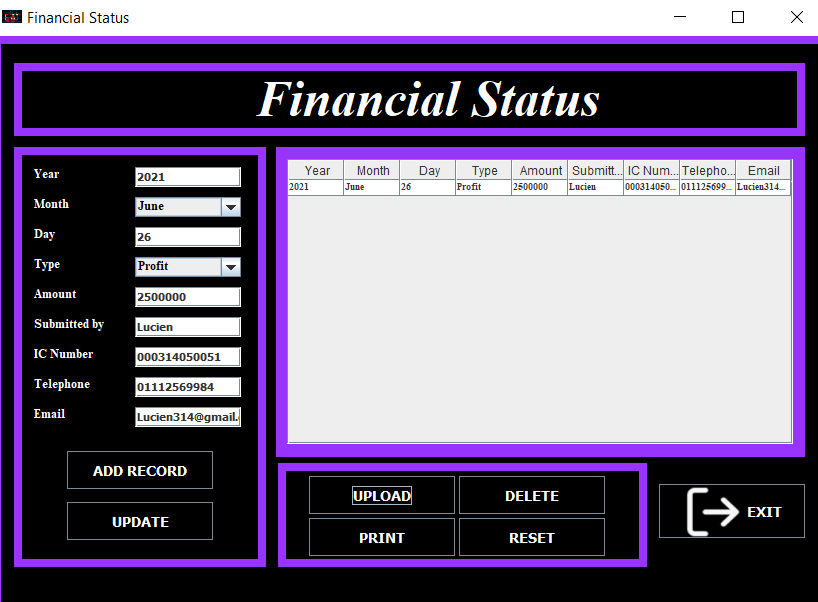 Financial Status
Financial Status
Year 2021
Month June
Day 26
Type Profit
Amount 2500000
Submitted by Lucien
IC Number 000314050051
Telephone 01112569984
Email Lucien314@gmail.
ADD RECORD
UPDATE
Year Month Day Type Amount Submitt... IC Num... Telepho... Email
2021 June 26 Profit 2500000 Lucien 000314050... 011125699... Lucien314...
UPLOAD DELETE
PRINT RESET
EXIT